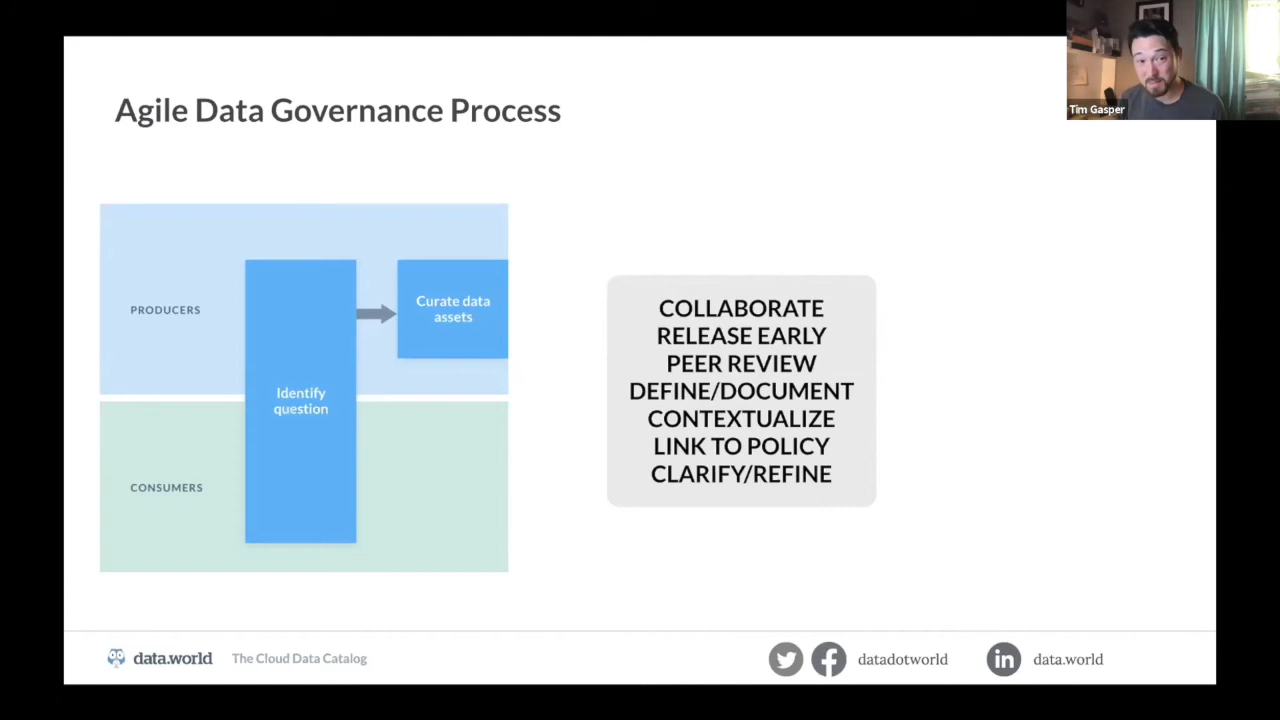 Tim Gasper
Agile Data Governance Process
PRODUCERS
Curate data
assets
Identify
question
CONSUMERS
COLLABORATE
RELEASE EARLY
PEER REVIEW
DEFINE/DOCUMENT
CONTEXTUALIZE
LINK TO POLICY
CLARIFY/REFINE
data.world
The Cloud Data Catalog
datadotworld
data.world